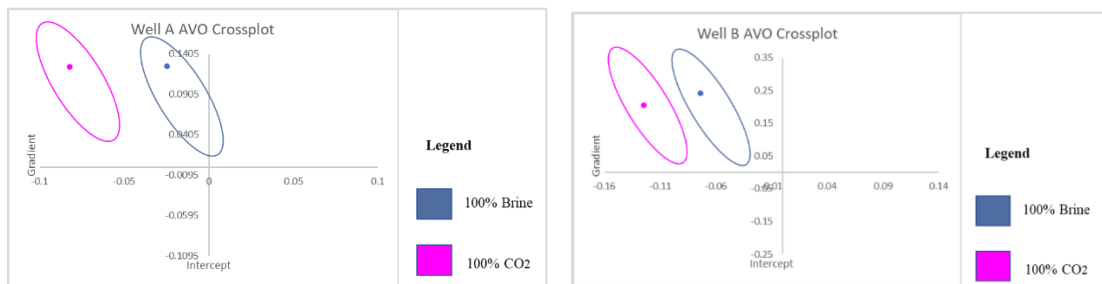 Well A AVO Crossplot
0.1405
0.0905
0.0405
-0.1
-0.05
0
0.05
0.1
-0.0095
-0.0595
-0.1095
Gradient
Intercept
Legend
100% Brine
100% CO2
Well B AVO Crossplot
0.35
0.25
0.15
0.05
-0.16
-0.11
-0.06
-0.01
0.04
0.09
0.14
-0.05
-0.15
-0.25
Gradient
Intercept
Legend
100% Brine
100% CO2